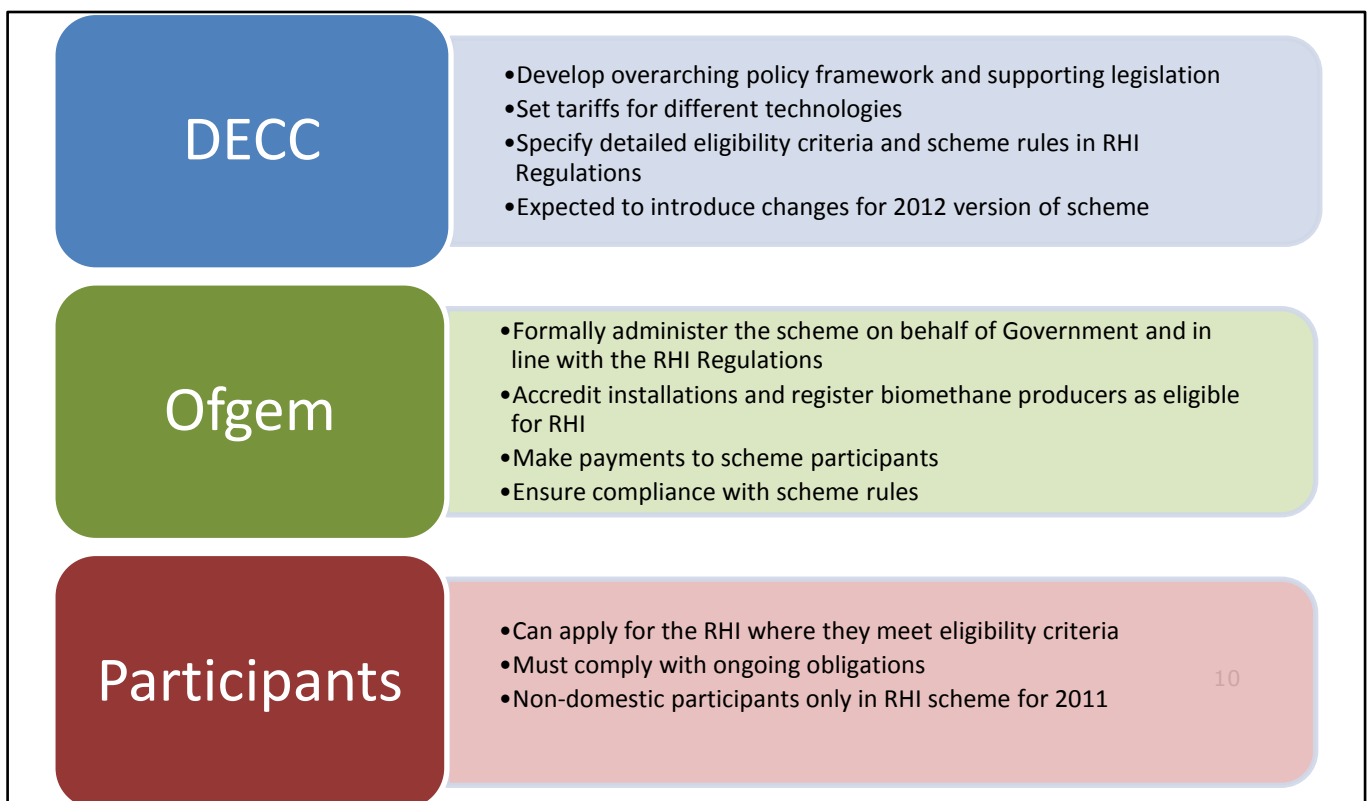 DECC
•Develop overarching policy framework and supporting legislation
•Set tariffs for different technologies
•Specify detailed eligibility criteria and scheme rules in RHI
Regulations
•Expected to introduce changes for 2012 version of scheme
Ofgem
•Formally administer the scheme on behalf of Government and in
line with the RHI Regulations
•Accredit installations and register biomethane producers as eligible
for RHI
•Make payments to scheme participants
•Ensure compliance with scheme rules
Participants
•Can apply for the RHI where they meet eligibility criteria
•Must comply with ongoing obligations
•Non-domestic participants only in RHI scheme for 2011
10